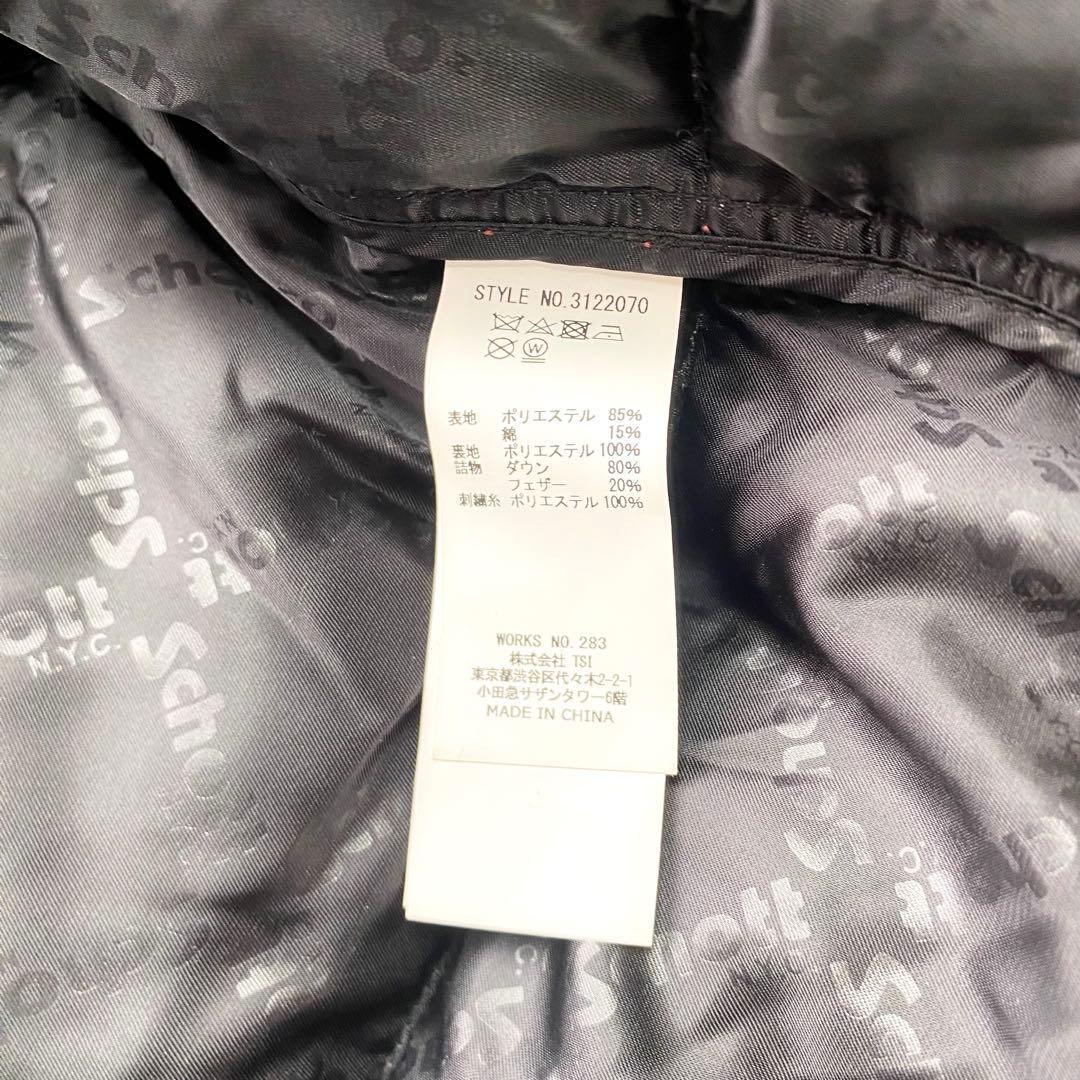 STYLE NO.3122070
W
表地 ポリエステル 85%
綿 15%
裏地 ポリエステル 100%
詰物 ダウン 80%
フェザー 20%
刺繍糸 ポリエステル 100%
WORKS NO.283
株式会社 TSI
東京都渋谷区代々木2-2-1
小田急サザンタワー6階
MADE IN CHINA
Schott
Schott
N.Y.C.
Schott
Schott